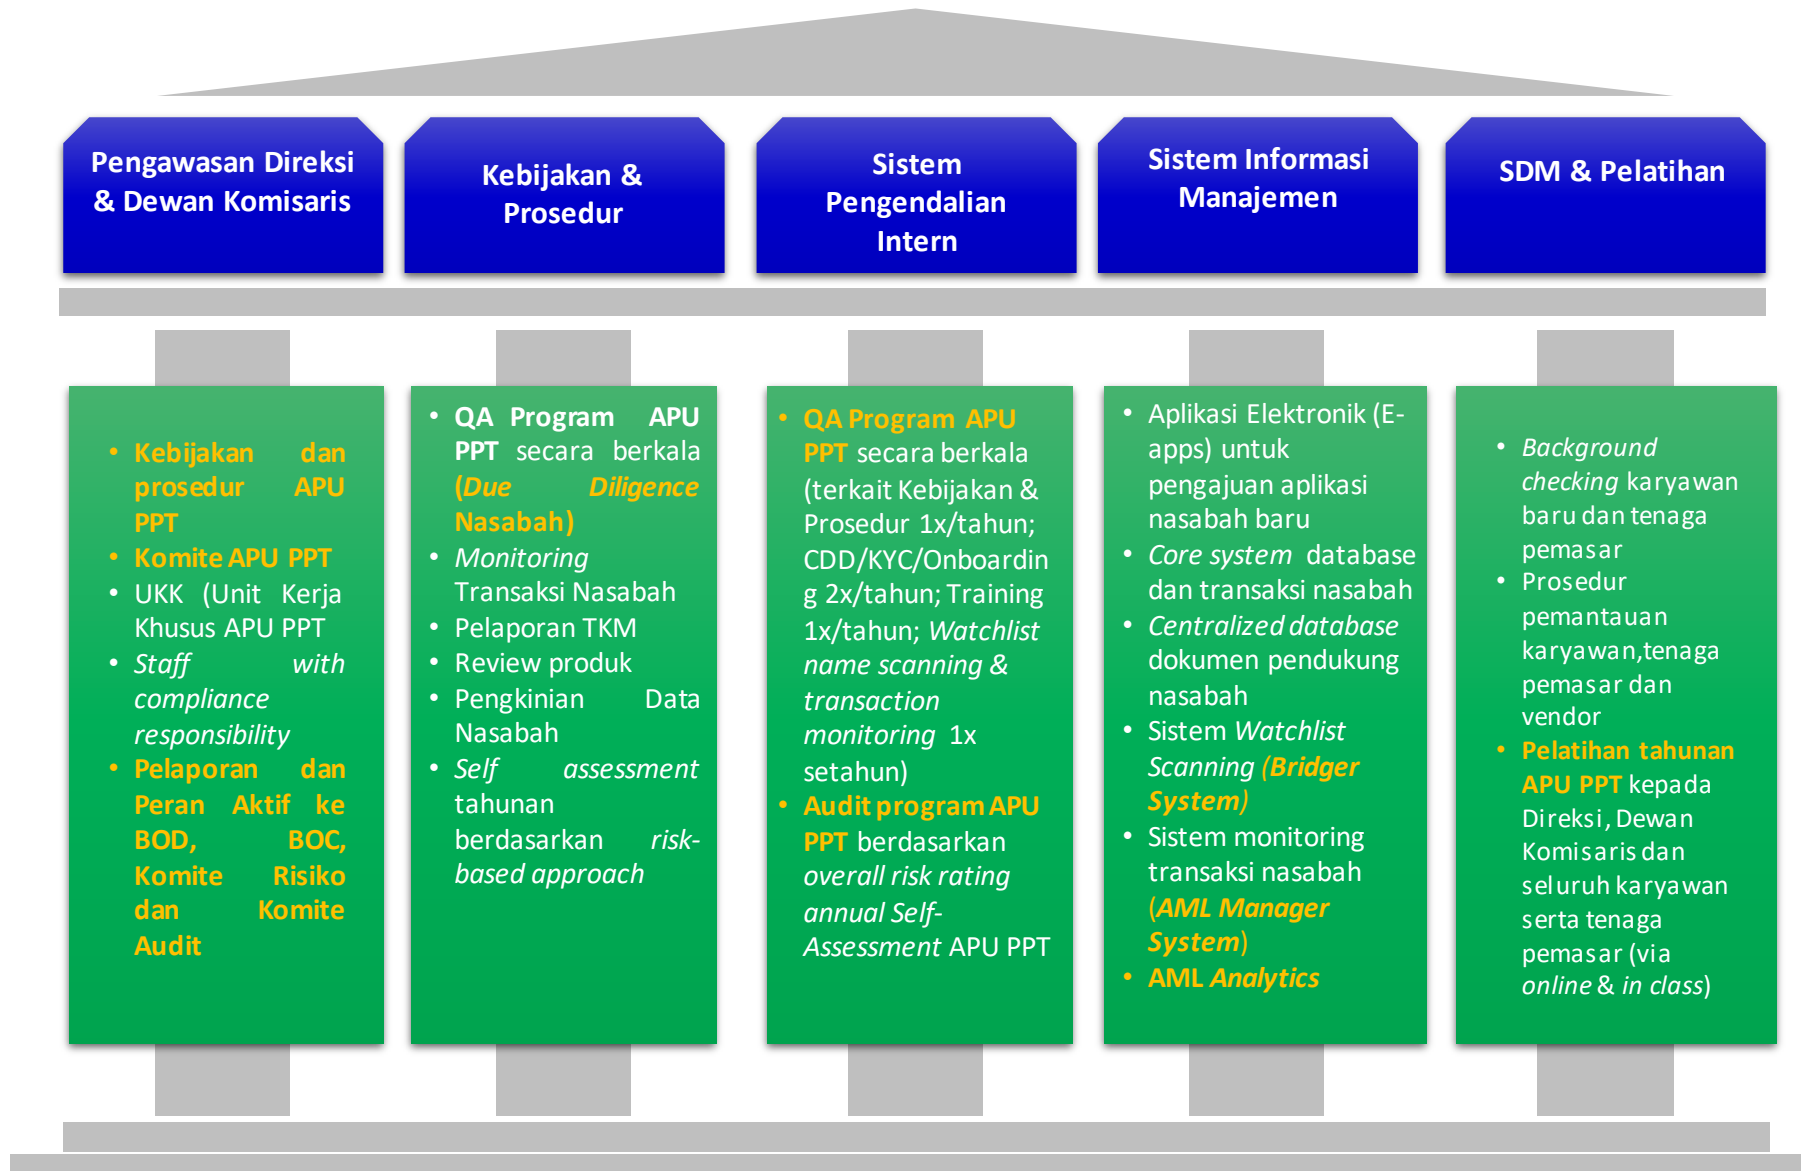 Pengawasan Direksi
& Dewan Komisaris
Kebijakan &
Prosedur
Sistem
Pengendalian
Intern
Sistem Informasi
Manajemen
SDM & Pelatihan
• Kebijakan dan
prosedur APU
PPT
• Komite APU PPT
• UKK (Unit Kerja
Khusus APU PPT
• Staff with
compliance
responsibility
• Pelaporan dan
Peran Aktif ke
BOD, BOC,
Komite Risiko
dan Komite
Audit
• QA Program APU
PPT secara berkala
(Due Diligence
Nasabah)
• Monitoring
Transaksi Nasabah
• Pelaporan TKM
• Review produk
• Pengkinian Data
Nasabah
• Self assessment
tahunan
berdasarkan risk-
based approach
• QA Program APU
PPT secara berkala
(terkait Kebijakan &
Prosedur 1x/tahun;
CDD/KYC/Onboardin
g 2x/tahun; Training
1x/tahun; Watchlist
name scanning &
transaction
monitoring 1x
setahun)
• Audit program APU
PPT berdasarkan
overall risk rating
annual Self-
Assessment APU PPT
• Aplikasi Elektronik (E-
apps) untuk
pengajuan aplikasi
nasabah baru
• Core system database
dan transaksi nasabah
• Centralized database
dokumen pendukung
nasabah
• Sistem Watchlist
Scanning (Bridger
System)
• Sistem monitoring
transaksi nasabah
(AML Manager
System)
• AML Analytics
• Background
checking karyawan
baru dan tenaga
pemasar
• Prosedur
pemantauan
karyawan,tenaga
pemasar dan
vendor
• Pelatihan tahunan
APU PPT kepada
Direksi, Dewan
Komisaris dan
seluruh karyawan
serta tenaga
pemasar (via
online & in class)